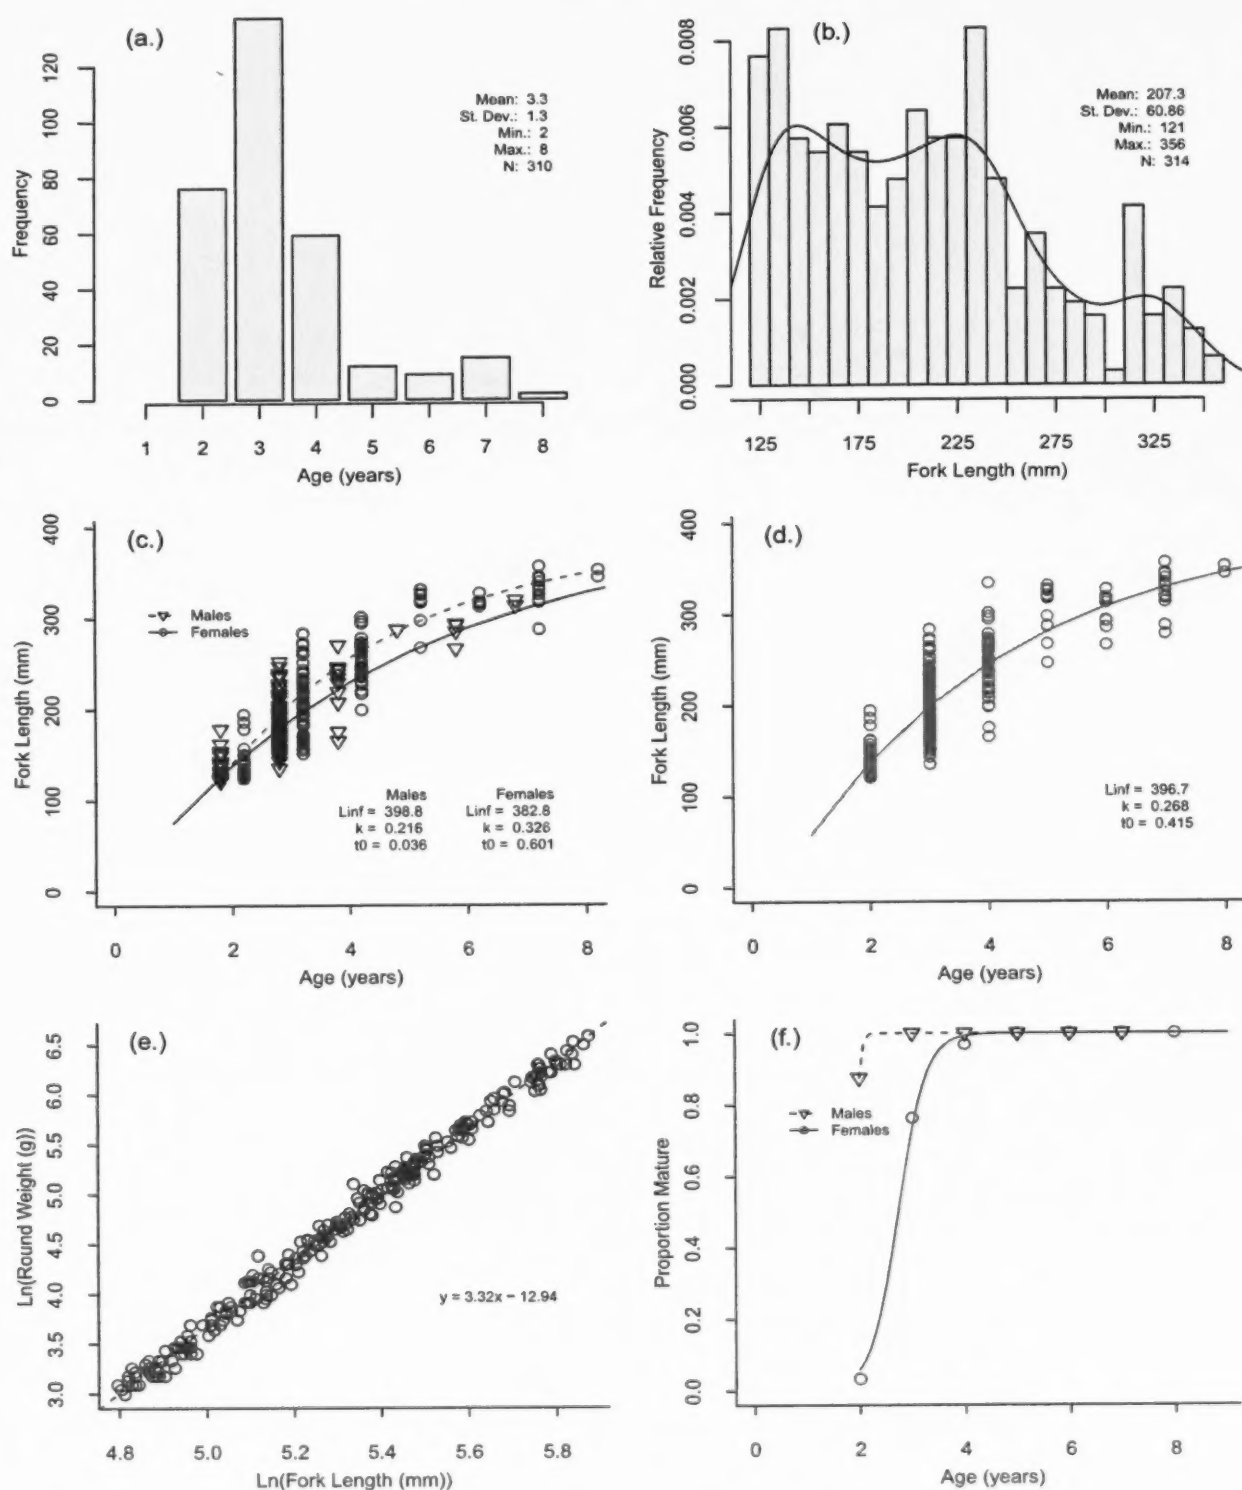 (a.)
Frequency
0 20 40 60 80 100 120
Mean: 3.3
St. Dev.: 1.3
Min.: 2
Max.: 8
N: 310
1 2 3 4 5 6 7 8
Age (years)
(b.)
Relative Frequency
0.000 0.002 0.004 0.006 0.008
Mean: 207.3
St. Dev.: 60.86
Min.: 121
Max.: 356
N: 314
125 175 225 275 325
Fork Length (mm)
(c.)
Fork Length (mm)
0 100 200 300 400
Males
Females
Males
Linf = 398.8
k = 0.216
t0 = 0.036
Females
Linf = 382.8
k = 0.326
t0 = 0.601
0 2 4 6 8
Age (years)
(d.)
Fork Length (mm)
0 100 200 300 400
Linf = 396.7
k = 0.268
t0 = 0.415
0 2 4 6 8
Age (years)
(e.)
Ln(Round Weight (g))
3.0 3.5 4.0 4.5 5.0 5.5 6.0 6.5
y = 3.32x − 12.94
4.8 5.0 5.2 5.4 5.6 5.8
Ln(Fork Length (mm))
(f.)
Proportion Mature
0.0 0.2 0.4 0.6 0.8 1.0
Males
Females
0 2 4 6 8
Age (years)